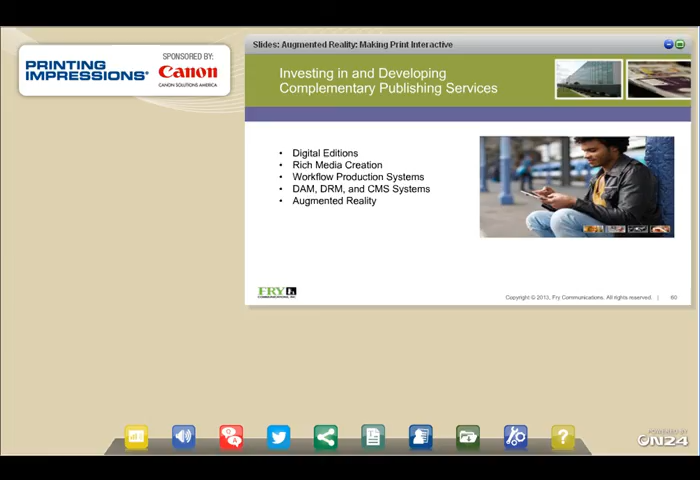 PRINTING
IMPRESSIONS®
SPONSORED BY:
Canon
CANON SOLUTIONS AMERICA
Slides: Augmented Reality: Making Print Interactive
Investing in and Developing
Complementary Publishing Services
• Digital Editions
• Rich Media Creation
• Workflow Production Systems
• DAM, DRM, and CMS Systems
• Augmented Reality
FRY
COMMUNICATIONS, INC.
Copyright © 2013, Fry Communications. All rights reserved. | 60
Q
A
?
POWERED BY
ON24